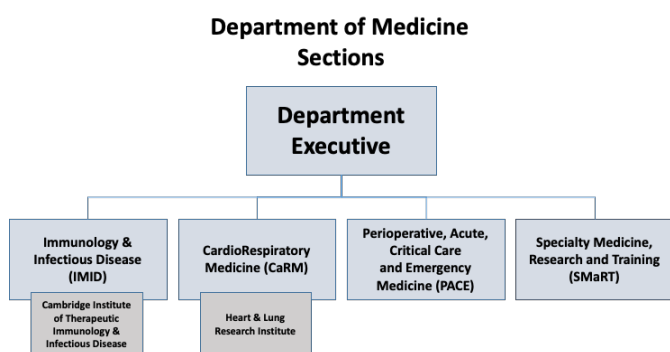 Department of Medicine
Sections
Department
Executive
Immunology &
Infectious Disease
(IMID)
CardioRespiratory
Medicine (CaRM)
Perioperative, Acute,
Critical Care
and Emergency
Medicine (PACE)
Specialty Medicine,
Research and Training
(SMaRT)
Cambridge Institute
of Therapeutic
Immunology &
Infectious Disease
Heart & Lung
Research Institute